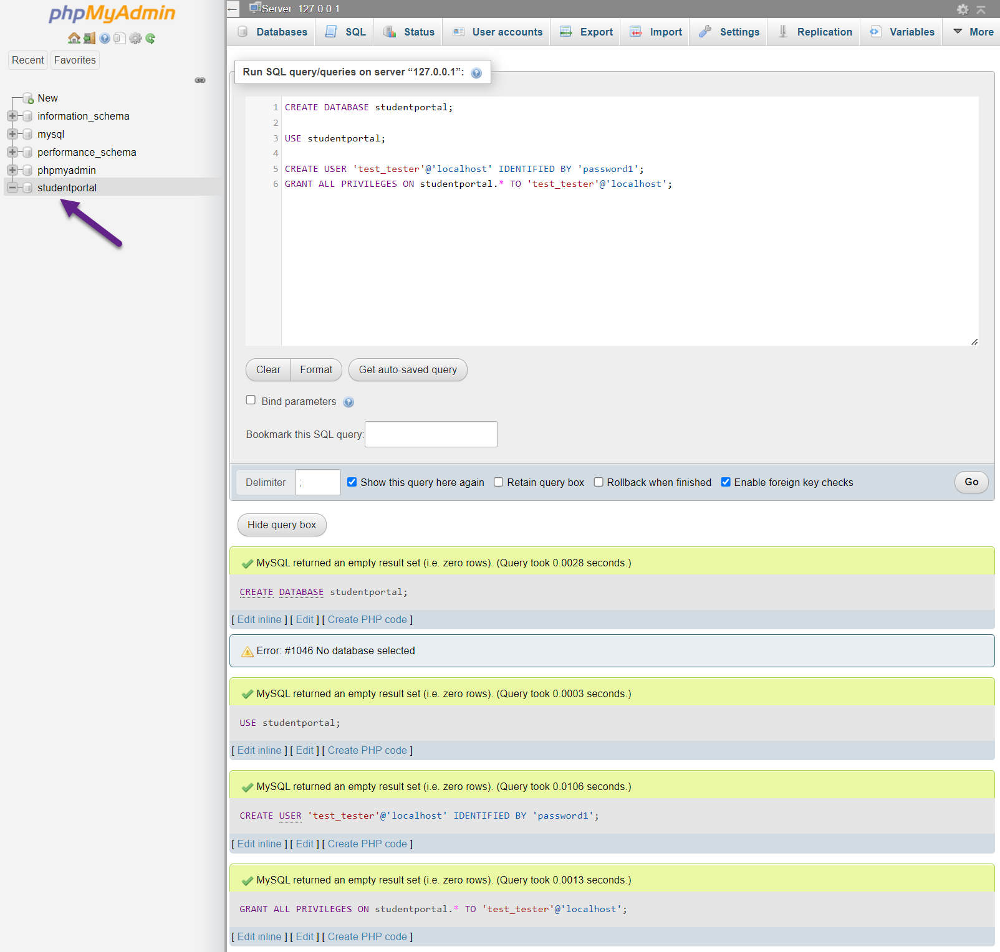 phpMyAdmin
Recent Favorites
New
information_schema
mysql
performance_schema
phpmyadmin
studentportal
Server: 127.0.0.1
Databases SQL Status User accounts Export Import Settings Replication Variables More
Run SQL query/queries on server “127.0.0.1”:
1 CREATE DATABASE studentportal;
2
3 USE studentportal;
4
5 CREATE USER 'test_tester'@'localhost' IDENTIFIED BY 'password1';
6 GRANT ALL PRIVILEGES ON studentportal.* TO 'test_tester'@'localhost';
Clear Format Get auto-saved query
Bind parameters
Bookmark this SQL query:
Delimiter ; Show this query here again Retain query box Rollback when finished Enable foreign key checks Go
Hide query box
MySQL returned an empty result set (i.e. zero rows). (Query took 0.0028 seconds.)
CREATE DATABASE studentportal;
[ Edit inline ] [ Edit ] [ Create PHP code ]
Error: #1046 No database selected
MySQL returned an empty result set (i.e. zero rows). (Query took 0.0003 seconds.)
USE studentportal;
[ Edit inline ] [ Edit ] [ Create PHP code ]
MySQL returned an empty result set (i.e. zero rows). (Query took 0.0106 seconds.)
CREATE USER 'test_tester'@'localhost' IDENTIFIED BY 'password1';
[ Edit inline ] [ Edit ] [ Create PHP code ]
MySQL returned an empty result set (i.e. zero rows). (Query took 0.0013 seconds.)
GRANT ALL PRIVILEGES ON studentportal.* TO 'test_tester'@'localhost';
[ Edit inline ] [ Edit ] [ Create PHP code ]